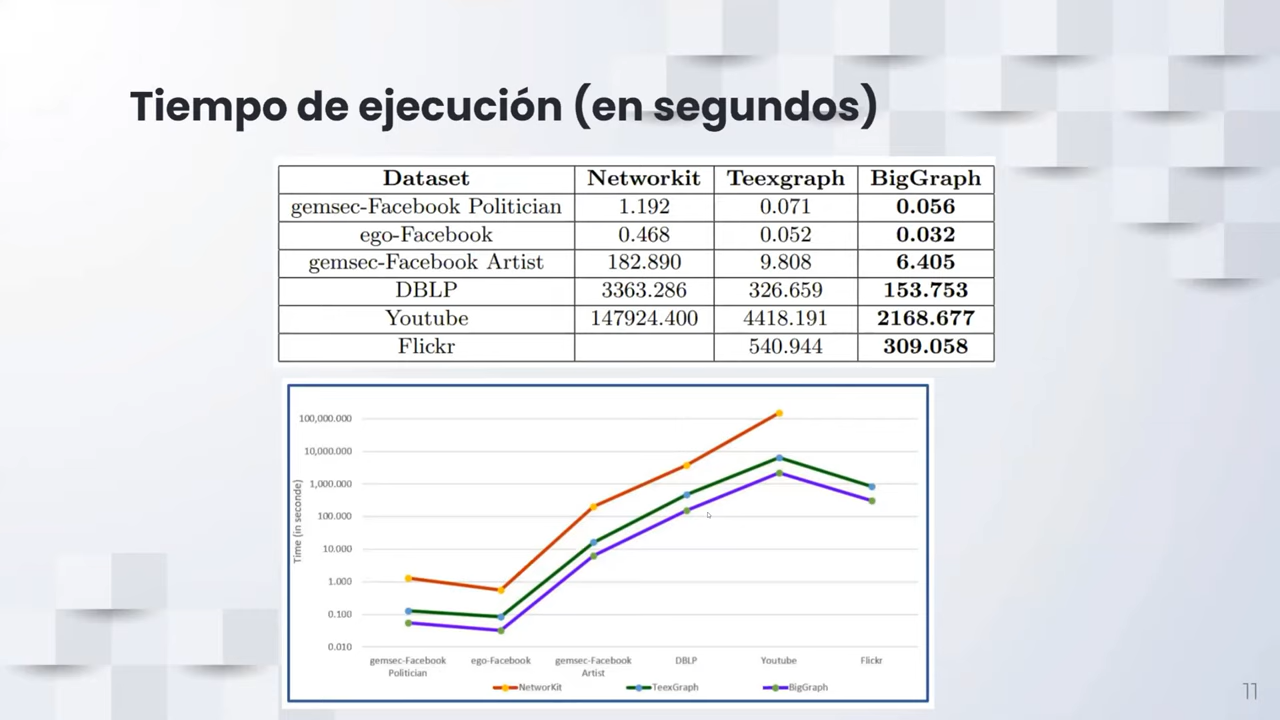 Tiempo de ejecución (en segundos)
Dataset Networkit Teexgraph BigGraph
gemsec-Facebook Politician 1.192 0.071 0.056
ego-Facebook 0.468 0.052 0.032
gemsec-Facebook Artist 182.890 9.808 6.405
DBLP 3363.286 326.659 153.753
Youtube 147924.400 4418.191 2168.677
Flickr 540.944 309.058
100,000.000
10,000.000
1,000.000
100.000
10.000
1.000
0.100
0.010
Time (in seconde)
gemsec-Facebook Politician
ego-Facebook
gemsec-Facebook Artist
DBLP
Youtube
Flickr
NetworKit TeexGraph BigGraph
11